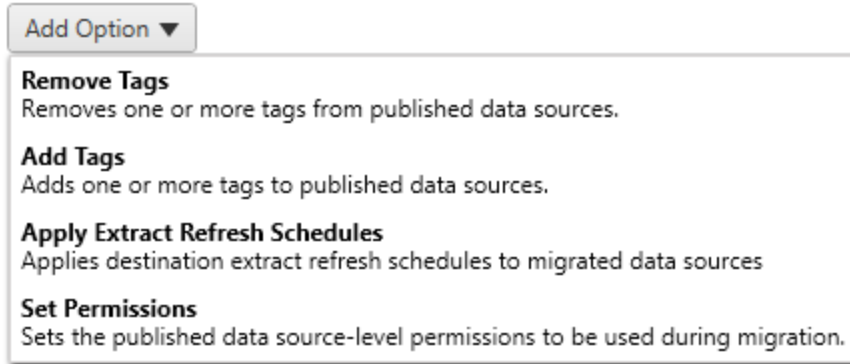 Add Option ▼
Remove Tags
Removes one or more tags from published data sources.
Add Tags
Adds one or more tags to published data sources.
Apply Extract Refresh Schedules
Applies destination extract refresh schedules to migrated data sources
Set Permissions
Sets the published data source-level permissions to be used during migration.